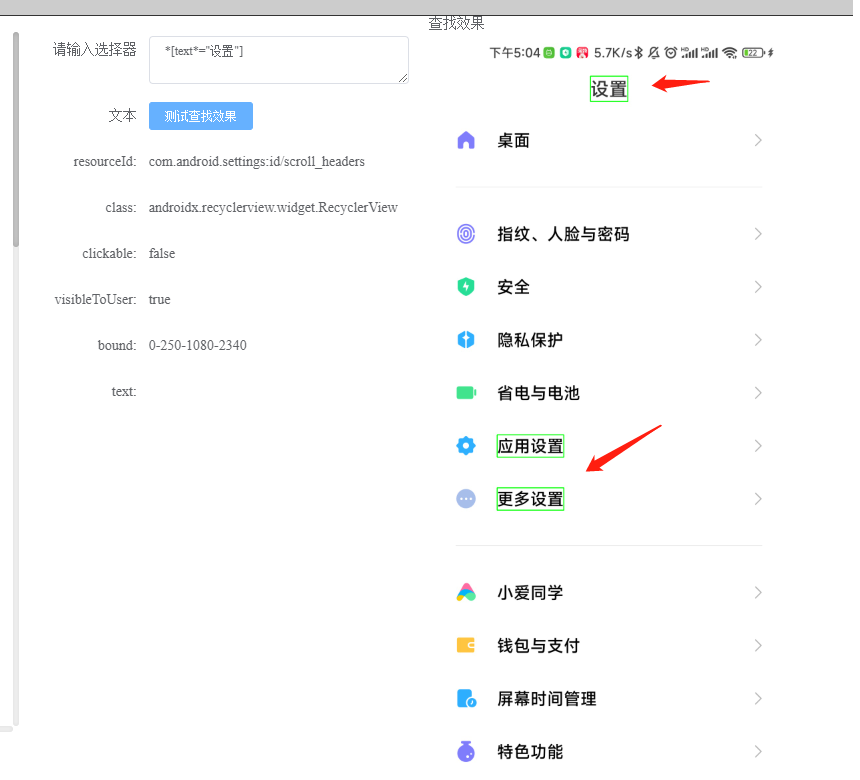 查找效果
请输入选择器
*[text*="设置"]
文本
测试查找效果
resourceId:
com.android.settings:id/scroll_headers
class:
androidx.recyclerview.widget.RecyclerView
clickable:
false
visibleToUser:
true
bound:
0-250-1080-2340
text:
下午5:04
5.7K/s
22
设置
桌面
指纹、人脸与密码
安全
隐私保护
省电与电池
应用设置
更多设置
小爱同学
钱包与支付
屏幕时间管理
特色功能